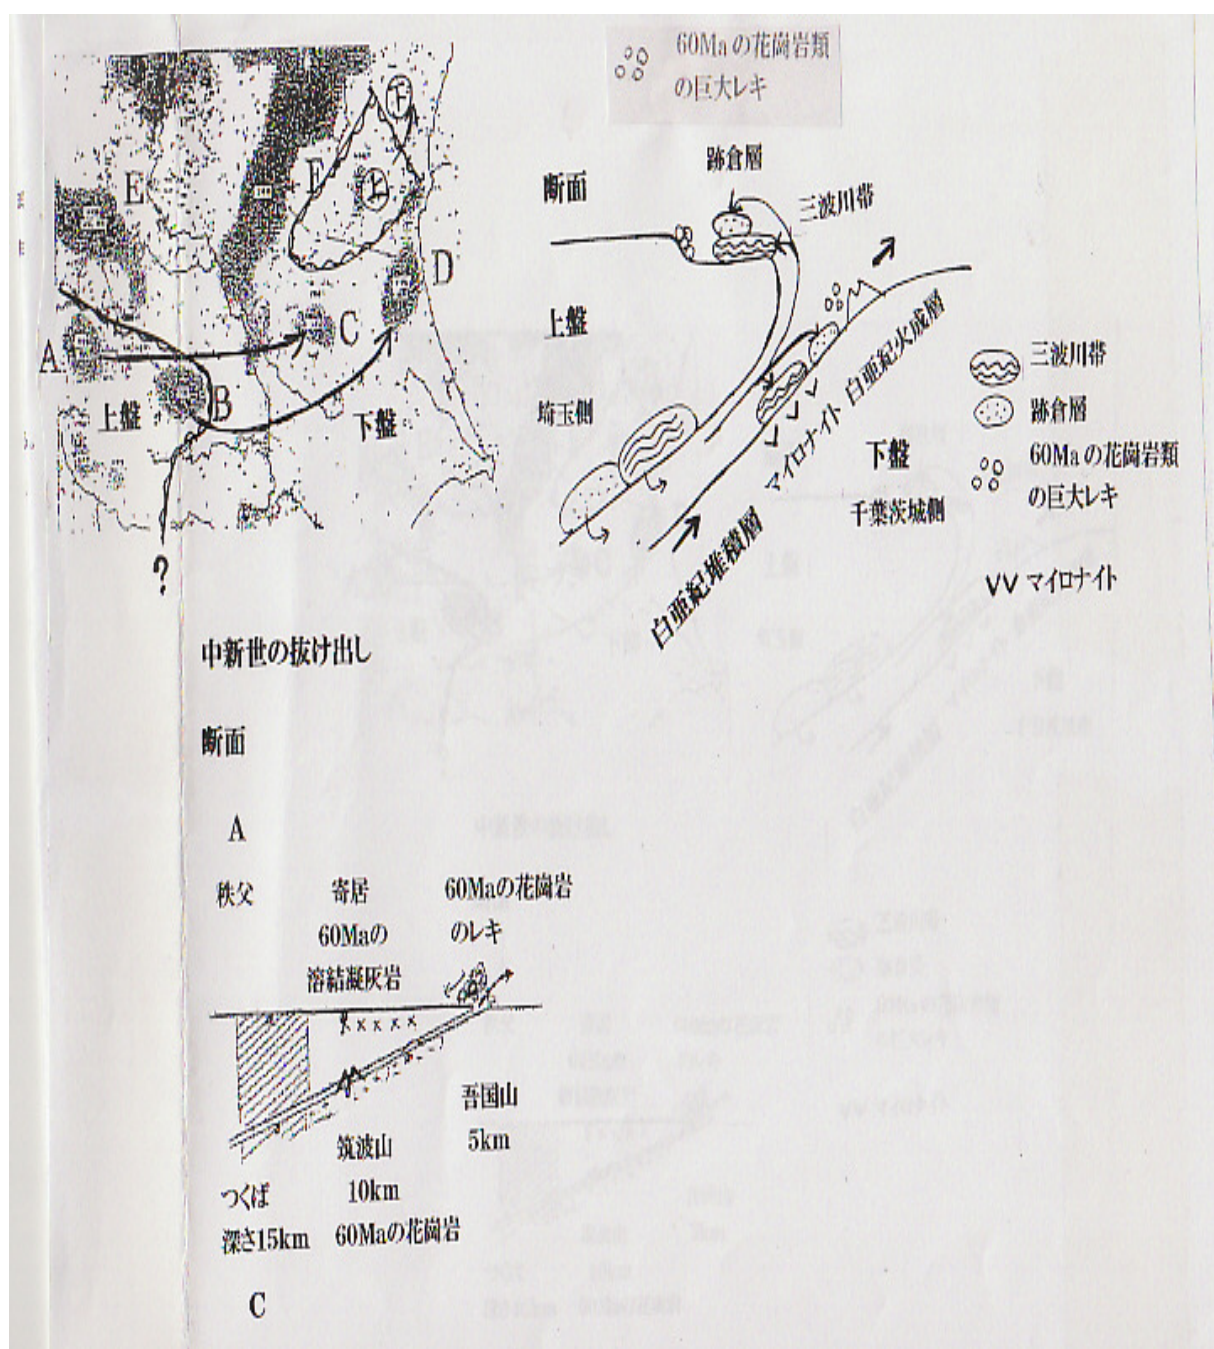 60Maの花崗岩類
の巨大レキ
跡倉層
断面
三波川帯
下
F
上
E
D
C
A
B
上盤
下盤
?
上盤
埼玉側
白亜紀火成層
マイロナイト
下盤
千葉茨城側
白亜紀堆積層
三波川帯
跡倉層
60Maの花崗岩類
の巨大レキ
vv マイロナイト
中新世の抜け出し
断面
A
秩父 寄居 60Maの花崗岩
60Maの のレキ
溶結凝灰岩
xxxx
吾国山
5km
筑波山
つくば 10km
深さ15km 60Maの花崗岩
C